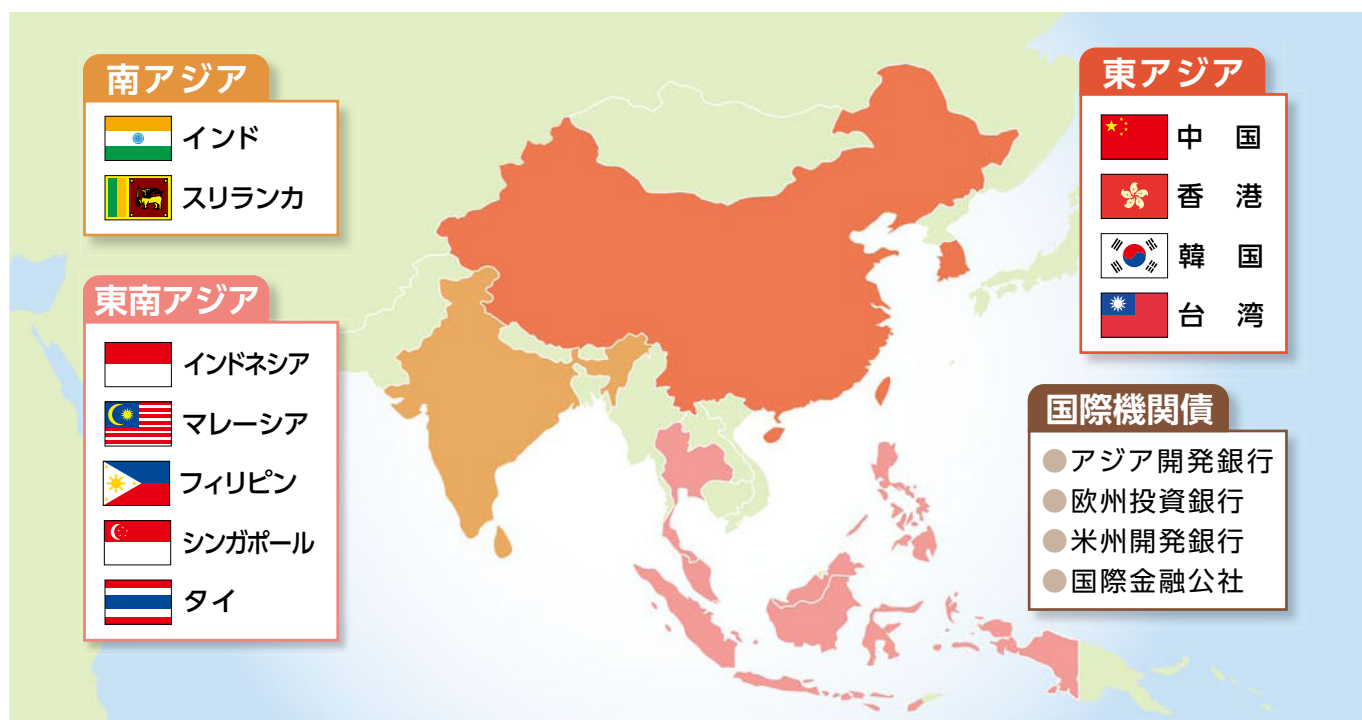 南アジア
インド
スリランカ
東南アジア
インドネシア
マレーシア
フィリピン
シンガポール
タイ
東アジア
中 国
香 港
韓 国
台 湾
国際機関債
●アジア開発銀行
●欧州投資銀行
●米州開発銀行
●国際金融公社